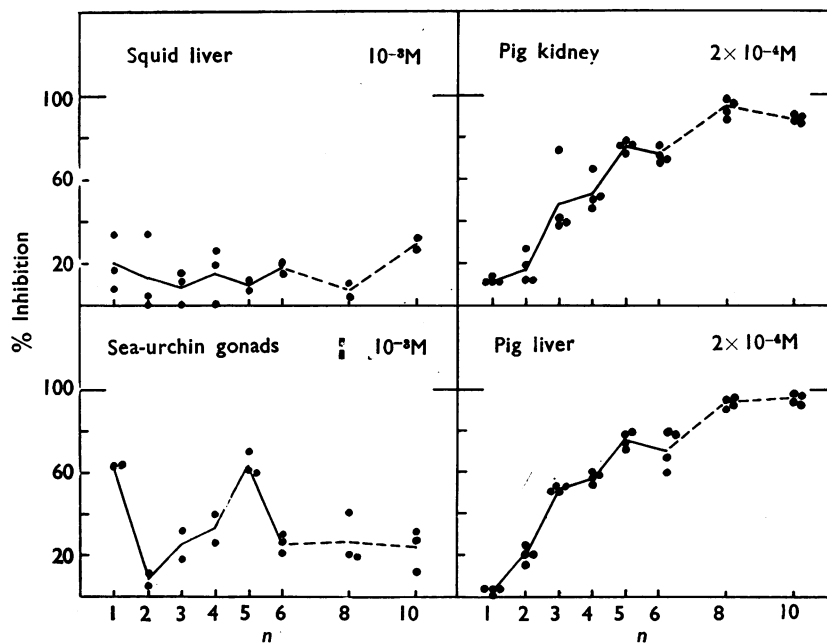 Squid liver 10⁻³M
Pig kidney 2×10⁻⁴M
100
60
20
% Inhibition
Sea-urchin gonads 10⁻³M
Pig liver 2×10⁻⁴M
100
60
20
1 2 3 4 5 6 8 10
n
1 2 3 4 5 6 8 10
n